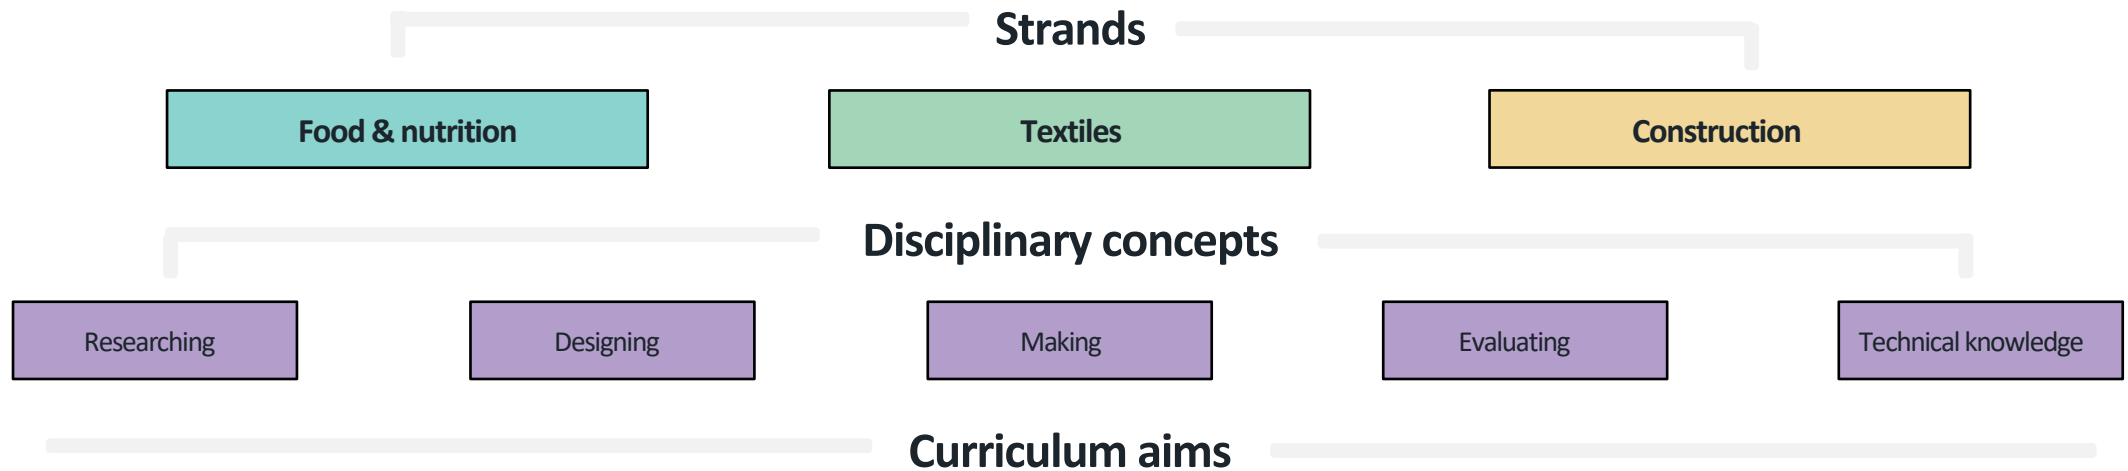 Strands
Food & nutrition
Textiles
Construction
Disciplinary concepts
Researching
Designing
Making
Evaluating
Technical knowledge
Curriculum aims